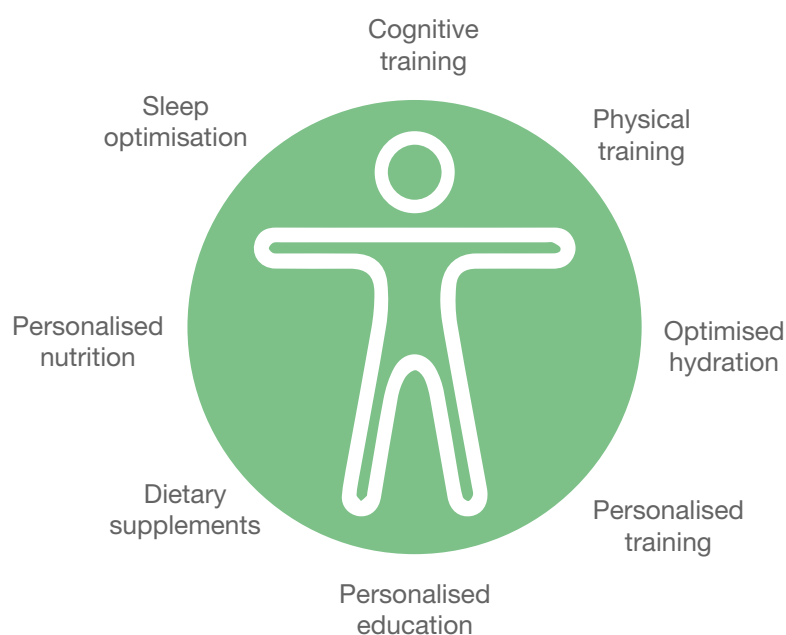 Cognitive
training
Physical
training
Optimised
hydration
Personalised
training
Personalised
education
Dietary
supplements
Personalised
nutrition
Sleep
optimisation